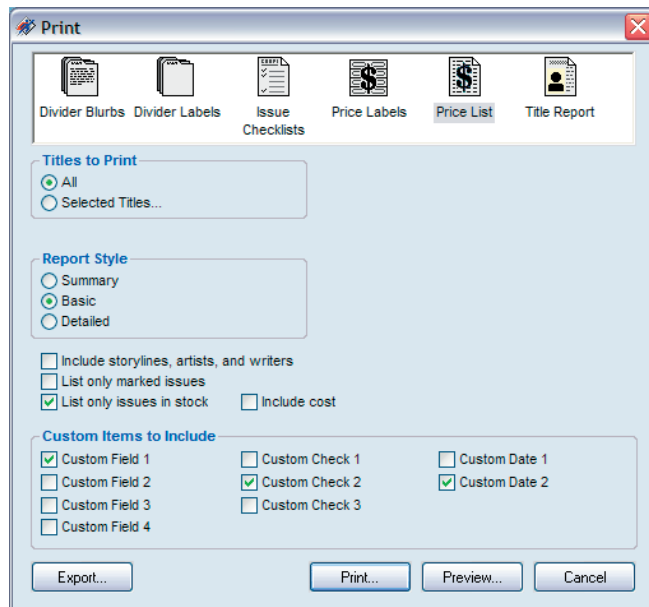 Print
Divider Blurbs Divider Labels Issue Checklists Price Labels Price List Title Report
Titles to Print
All
Selected Titles...
Report Style
Summary
Basic
Detailed
Include storylines, artists, and writers
List only marked issues
List only issues in stock Include cost
Custom Items to Include
Custom Field 1 Custom Check 1 Custom Date 1
Custom Field 2 Custom Check 2 Custom Date 2
Custom Field 3 Custom Check 3
Custom Field 4
Export... Print... Preview... Cancel